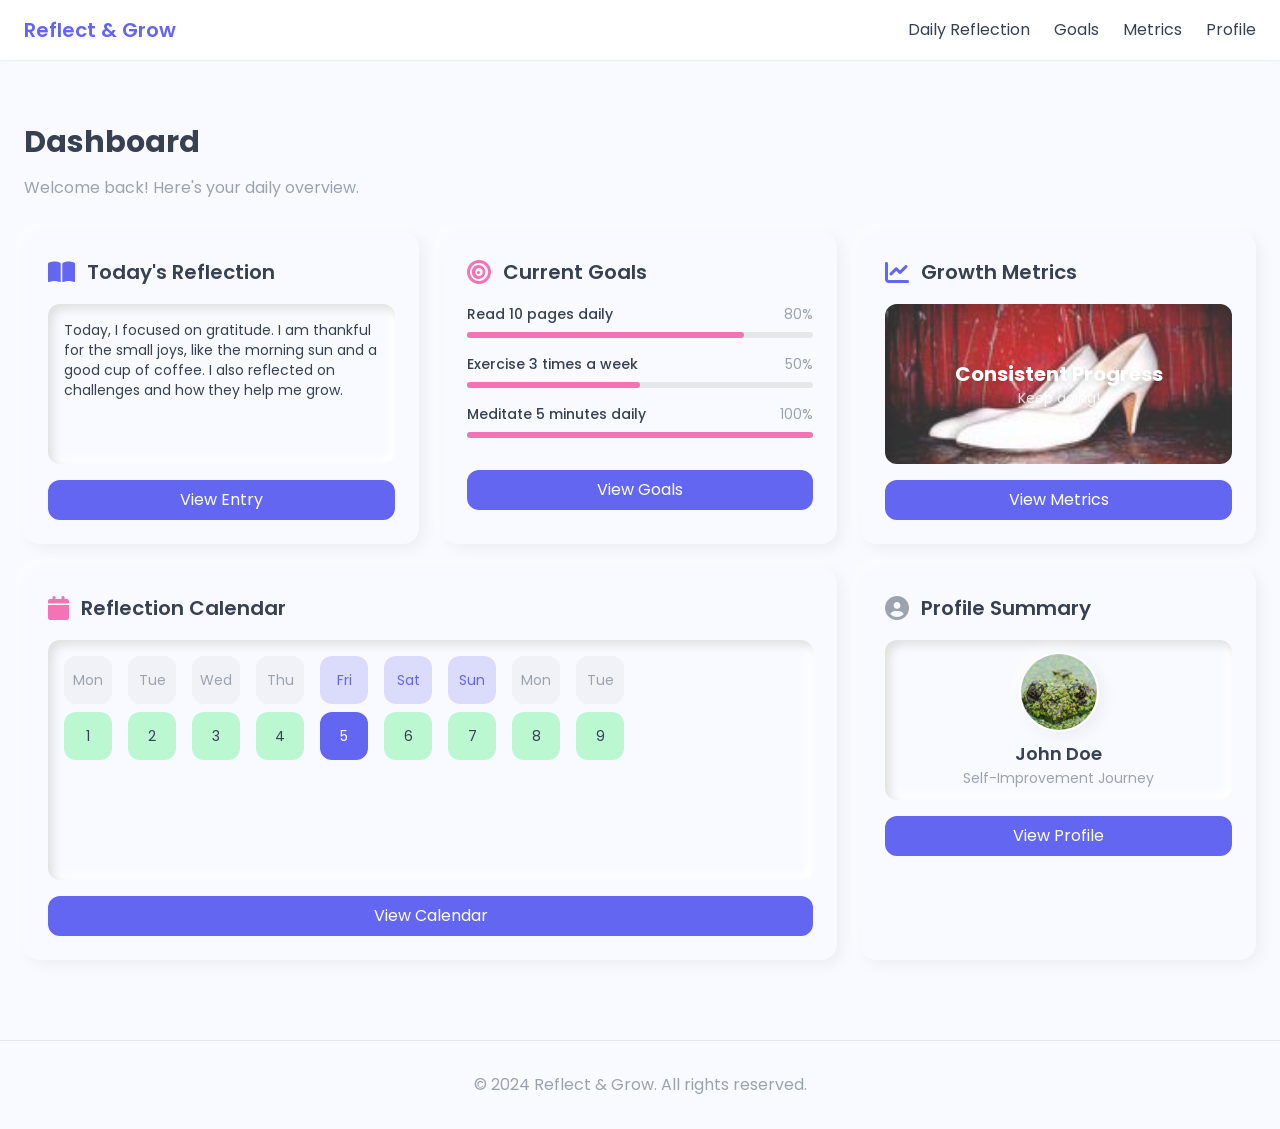 Reflect & Grow
Daily Reflection Goals Metrics Profile
Dashboard
Welcome back! Here's your daily overview.
Today's Reflection
Today, I focused on gratitude. I am thankful
for the small joys, like the morning sun and a
good cup of coffee. I also reflected on
challenges and how they help me grow.
View Entry
Current Goals
Read 10 pages daily 80%
Exercise 3 times a week 50%
Meditate 5 minutes daily 100%
View Goals
Growth Metrics
Consistent Progress
Keep
View Metrics
Reflection Calendar
Mon Tue Wed Thu Fri Sat Sun Mon Tue
1 2 3 4 5 6 7 8 9
View Calendar
Profile Summary
John Doe
Self-Improvement Journey
View Profile
© 2024 Reflect & Grow. All rights reserved.